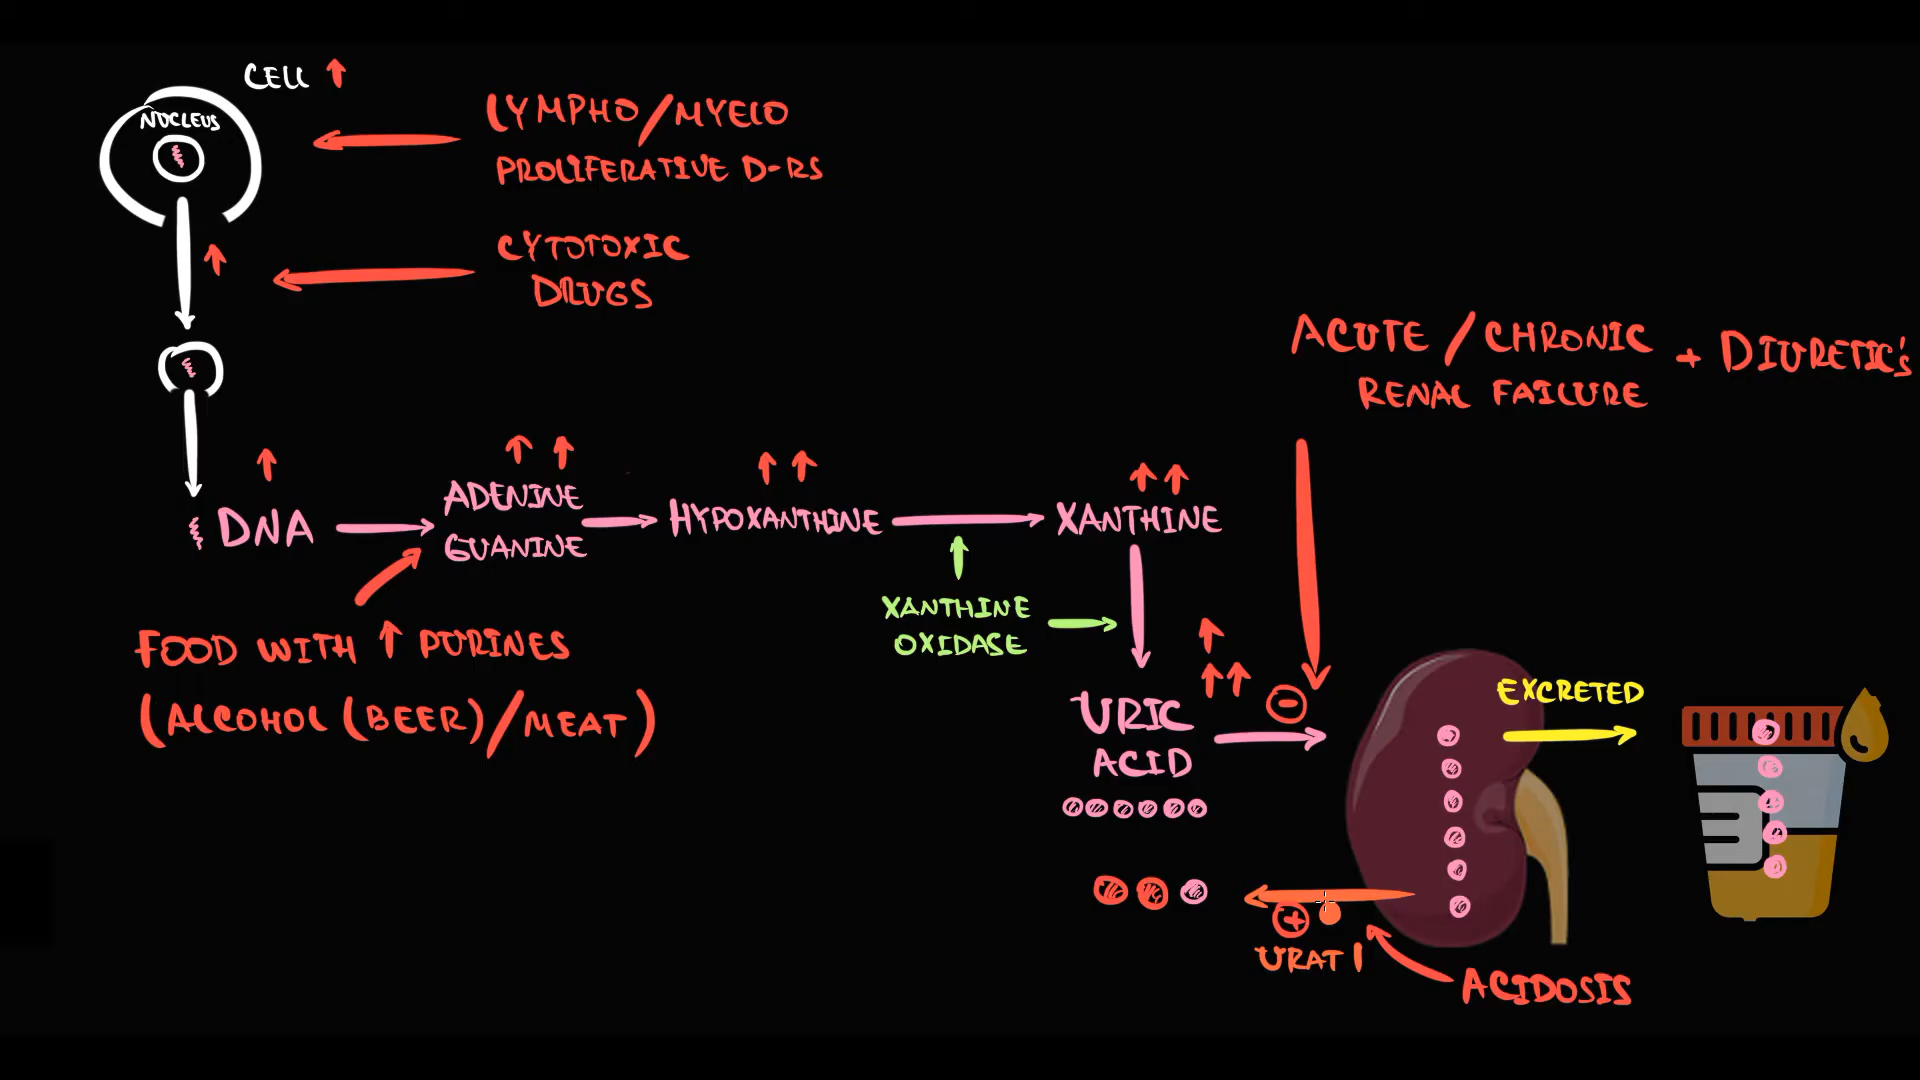 CELL ↑
NUCLEUS
LYMPHO/MYELO
PROLIFERATIVE D-RS
CYTOTOXIC
DRUGS
ACUTE / CHRONIC + DIURETIC'S
RENAL FAILURE
DNA
ADENINE
GUANINE
HYPOXANTHINE
XANTHINE
XANTHINE
OXIDASE
FOOD WITH ↑ PURINES
(ALCOHOL (BEER)/MEAT)
URIC
ACID
EXCRETED
URAT 1
ACIDOSIS